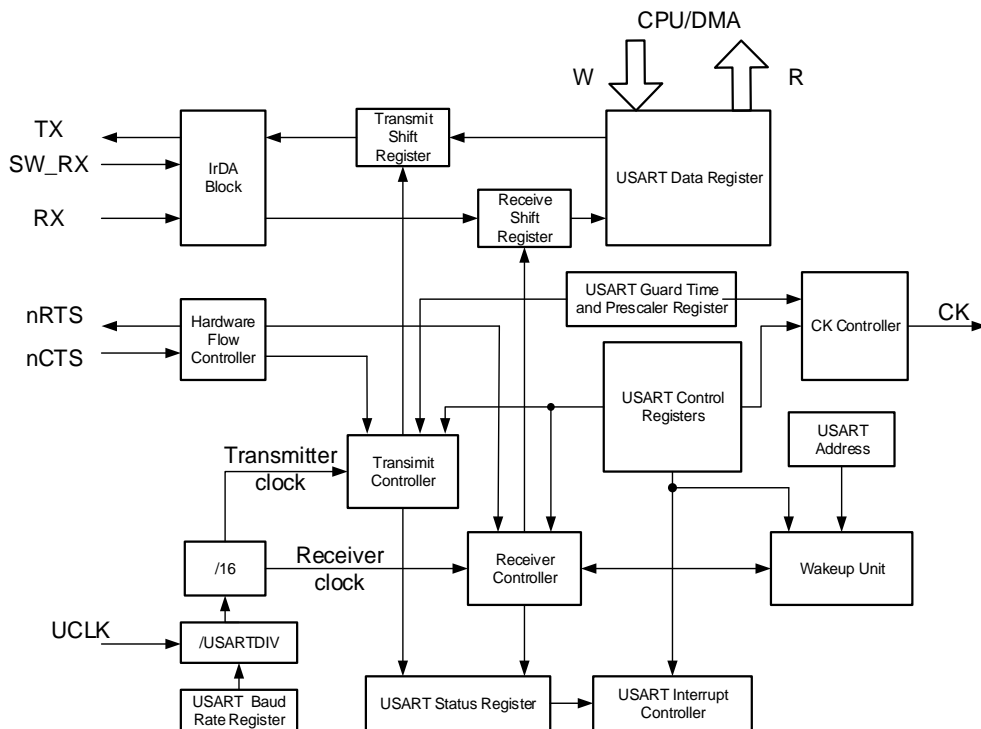 CPU/DMA
W
R
TX
SW_RX
RX
IrDA
Block
Transmit
Shift
Register
Receive
Shift
Register
USART Data Register
nRTS
nCTS
Hardware
Flow
Controller
USART Guard Time
and Prescaler Register
CK Controller
CK
USART Control
Registers
USART
Address
Transmitter
clock
Transimit
Controller
/16
Receiver
clock
Receiver
Controller
Wakeup Unit
UCLK
/USARTDIV
USART Baud
Rate Register
USART Status Register
USART Interrupt
Controller